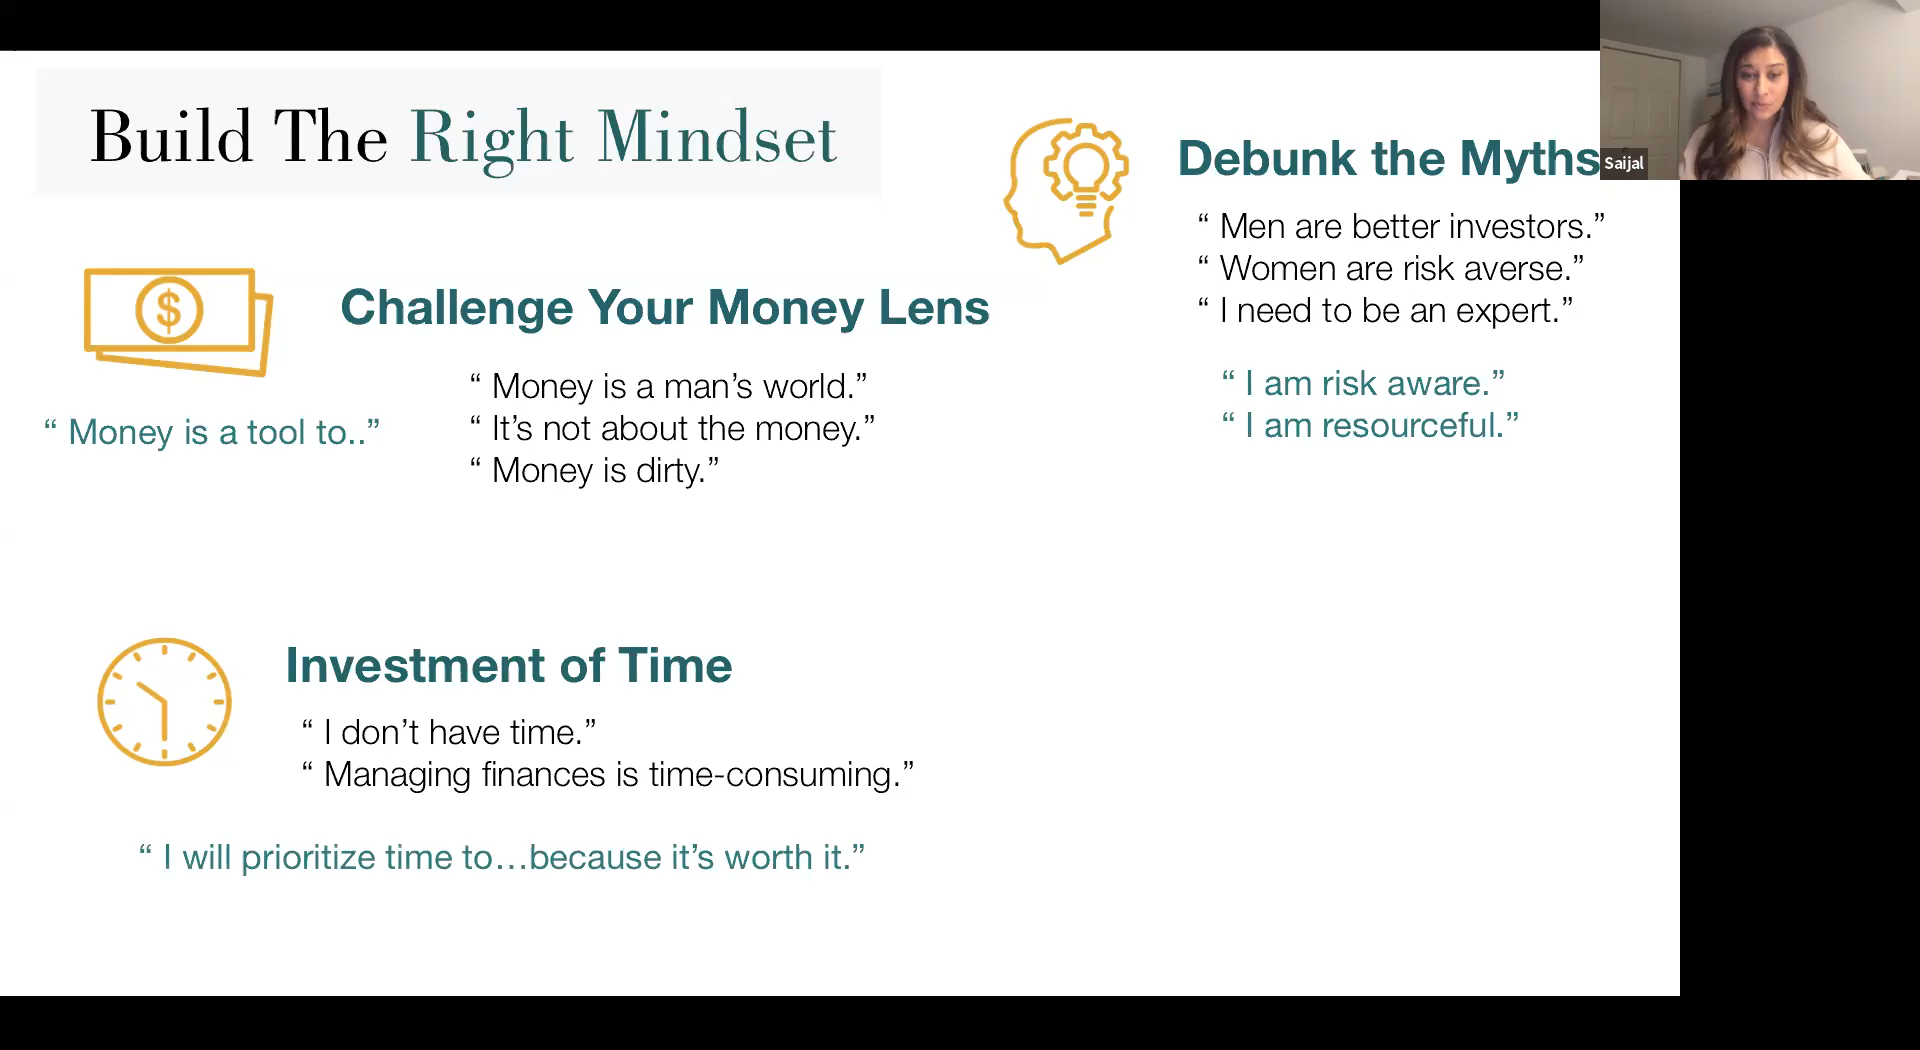 Build The Right Mindset
$
Challenge Your Money Lens
“ Money is a tool to..”
“ Money is a man’s world.”
“ It’s not about the money.”
“ Money is dirty.”
Debunk the Myths
“ Men are better investors.”
“ Women are risk averse.”
“ I need to be an expert.”
“ I am risk aware.”
“ I am resourceful.”
Saijal
Investment of Time
“ I don’t have time.”
“ Managing finances is time-consuming.”
“ I will prioritize time to...because it’s worth it.”